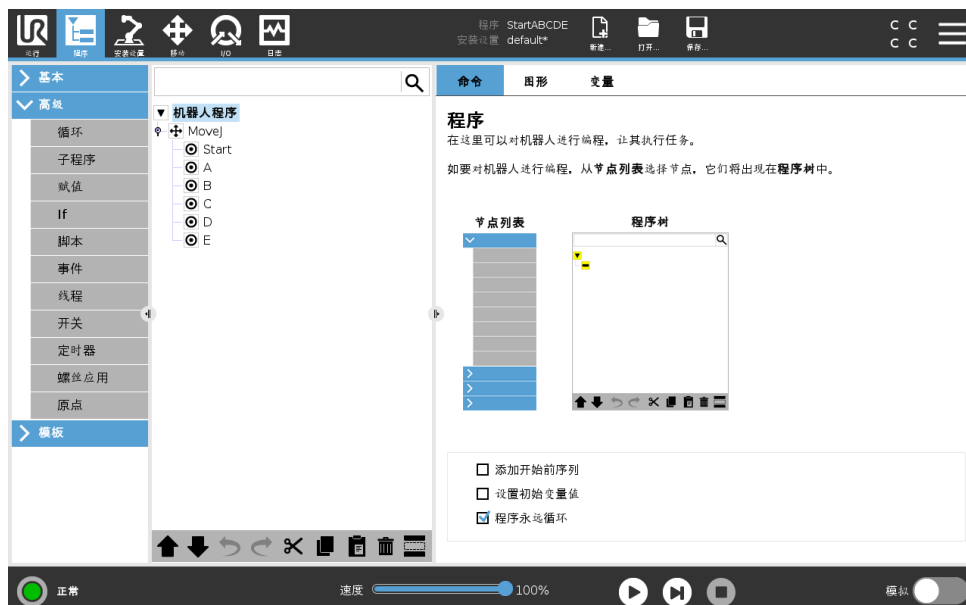 UR
运行
程序
安装设置
移动
I/O
日志
程序 StartABCDE
安装设置 default*
新建...
打开...
保存...
C C
C C
基本
高级
循环
子程序
赋值
If
脚本
事件
线程
开关
定时器
螺丝应用
原点
模板
机器人程序
MoveJ
Start
A
B
C
D
E
命令
图形
变量
程序
在这里可以对机器人进行编程，让其执行任务。
如要对机器人进行编程，从节点列表选择节点，它们将出现在程序树中。
节点列表
程序树
添加开始前序列
设置初始变量值
程序永远循环
正常
速度
100%
模拟